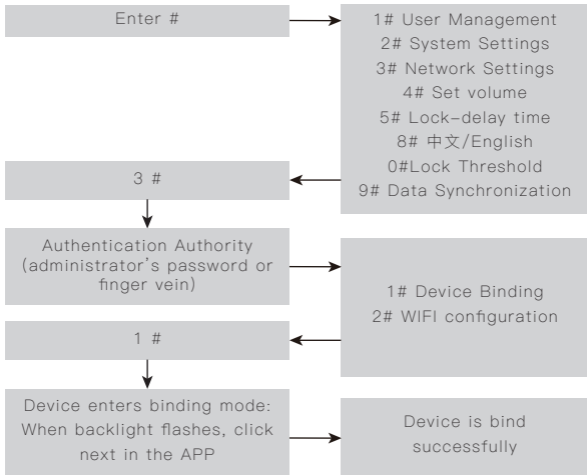 Enter #
1# User Management
2# System Settings
3# Network Settings
4# Set volume
5# Lock-delay time
8# 中文/English
0#Lock Threshold
9# Data Synchronization
3 #
Authentication Authority
(administrator's password or
finger vein)
1# Device Binding
2# WIFI configuration
1 #
Device enters binding mode:
When backlight flashes, click
next in the APP
Device is bind
successfully